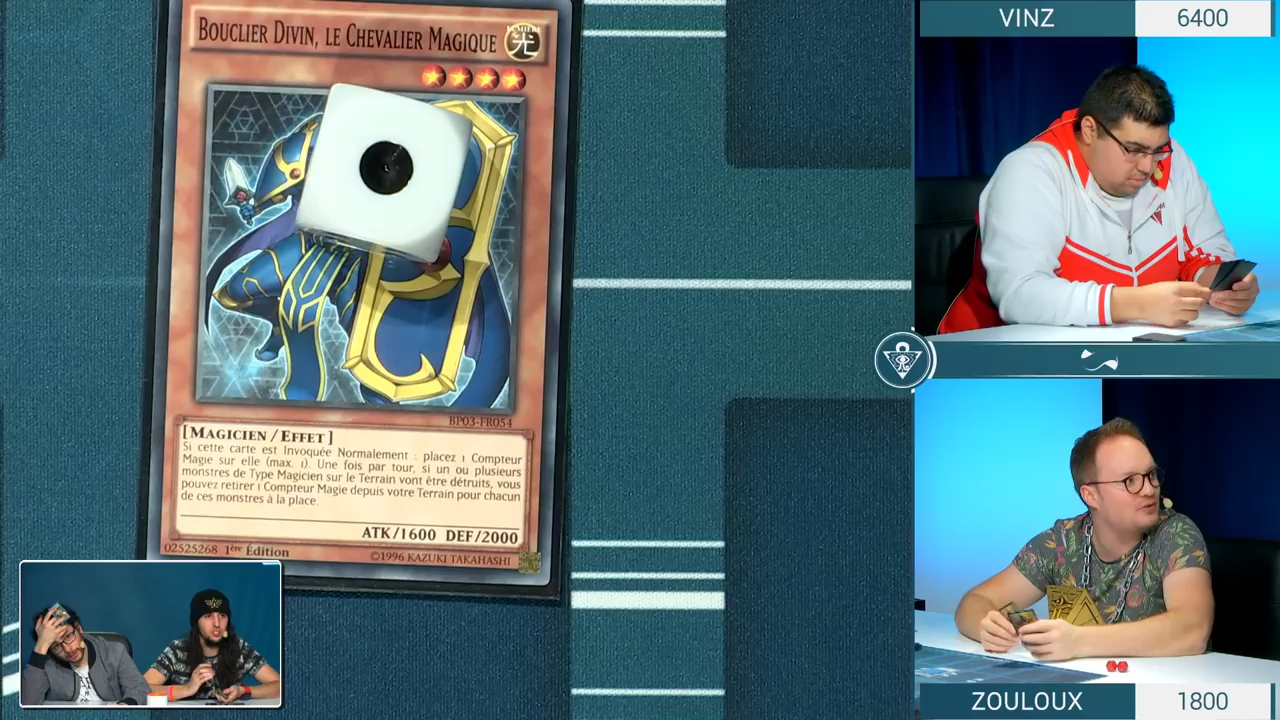 BOUCLIER DIVIN, LE CHEVALIER MAGIQUE
LUMIÈRE
光
BP03-FR054
[MAGICIEN / EFFET]
Si cette carte est Invoquée Normalement : placez 1 Compteur
Magie sur elle (max. 1). Une fois par tour, si un ou plusieurs
monstres de Type Magicien sur le Terrain vont être détruits, vous
pouvez retirer 1 Compteur Magie depuis votre Terrain pour chacun
de ces monstres à la place.
ATK/1600 DEF/2000
02525268 1ère Édition
©1996 KAZUKI TAKAHASHI
VINZ 6400
ZOULOUX 1800